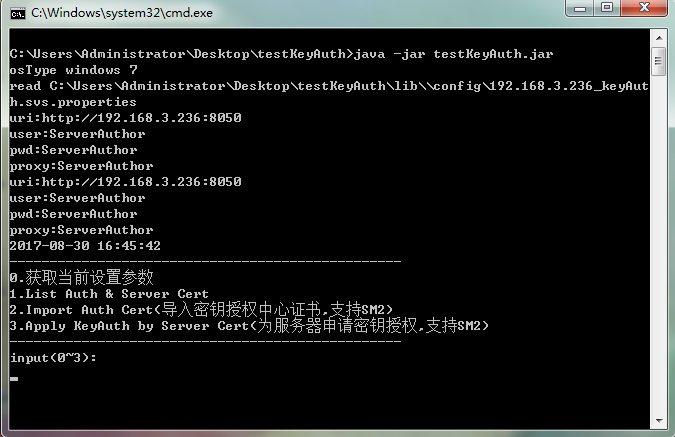 C:\Windows\system32\cmd.exe
C:\Users\Administrator\Desktop\testKeyAuth>java -jar testKeyAuth.jar
osType windows 7
read C:\Users\Administrator\Desktop\testKeyAuth\lib\\config\192.168.3.236_keyAut
h.svs.properties
uri:http://192.168.3.236:8050
user:ServerAuthor
pwd:ServerAuthor
proxy:ServerAuthor
uri:http://192.168.3.236:8050
user:ServerAuthor
pwd:ServerAuthor
proxy:ServerAuthor
2017-08-30 16:45:42
-------------------------------------------------
0.获取当前设置参数
1.List Auth & Server Cert
2.Import Auth Cert(导入密钥授权中心证书,支持SM2)
3.Apply KeyAuth by Server Cert(为服务器申请密钥授权,支持SM2)
-------------------------------------------------
input(0~3):